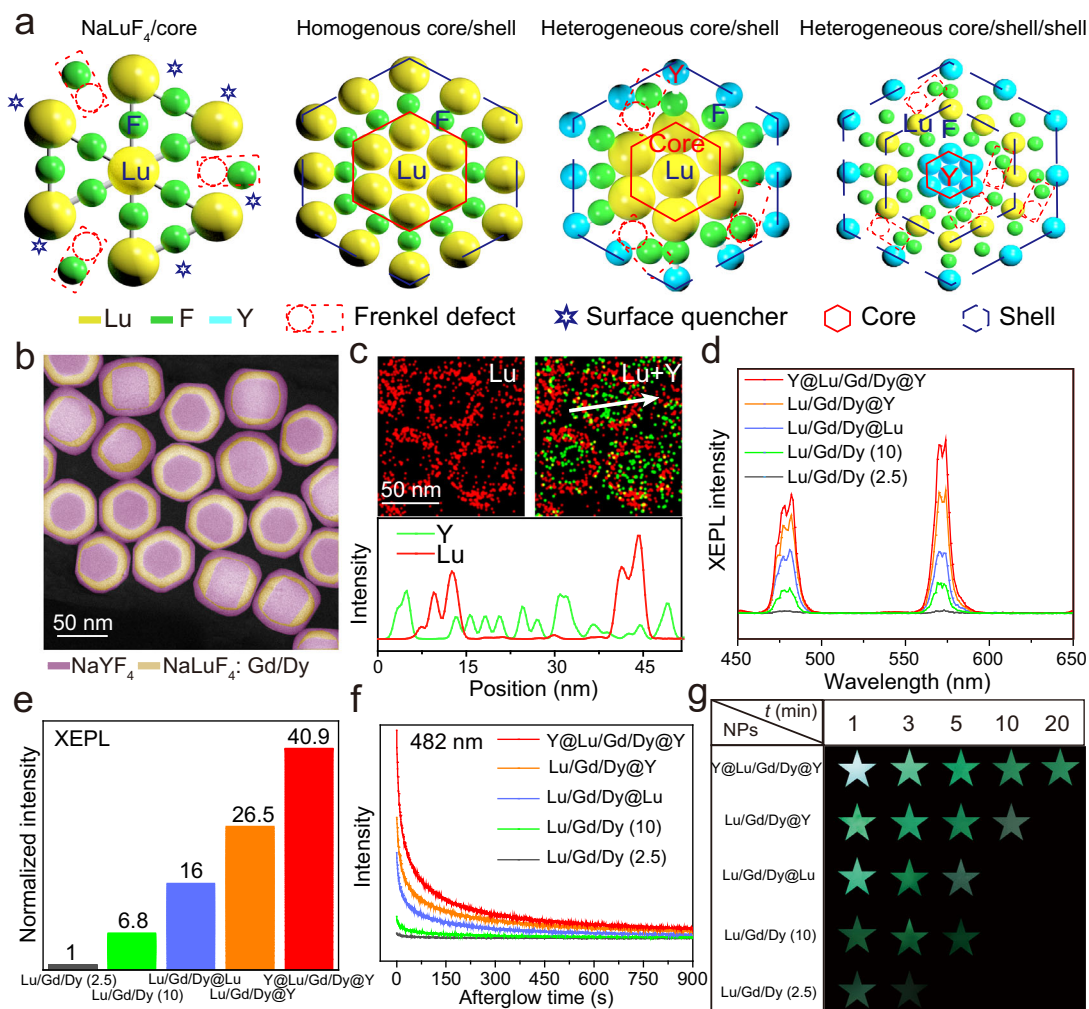 a
NaLuF4/core
Homogenous core/shell
Heterogeneous core/shell
Heterogeneous core/shell/shell
F
Lu
F
Lu
Y
F
Core
Lu
Lu
F
Y
Lu
F
Y
Frenkel defect
Surface quencher
Core
Shell
b
50 nm
NaYF4
NaLuF4: Gd/Dy
c
Lu
Lu+Y
50 nm
Y
Lu
Intensity
0
15
30
45
Position (nm)
d
Y@Lu/Gd/Dy@Y
Lu/Gd/Dy@Y
Lu/Gd/Dy@Lu
Lu/Gd/Dy (10)
Lu/Gd/Dy (2.5)
XEPL intensity
450
500
550
600
650
Wavelength (nm)
e
XEPL
40.9
26.5
16
6.8
1
Normalized intensity
Lu/Gd/Dy (2.5)
Lu/Gd/Dy (10)
Lu/Gd/Dy@Lu
Lu/Gd/Dy@Y
Y@Lu/Gd/Dy@Y
f
482 nm
Y@Lu/Gd/Dy@Y
Lu/Gd/Dy@Y
Lu/Gd/Dy@Lu
Lu/Gd/Dy (10)
Lu/Gd/Dy (2.5)
Intensity
0
150
300
450
600
750
900
Afterglow time (s)
g
t (min)
NPs
1
3
5
10
20
Y@Lu/Gd/Dy@Y
Lu/Gd/Dy@Y
Lu/Gd/Dy@Lu
Lu/Gd/Dy (10)
Lu/Gd/Dy (2.5)